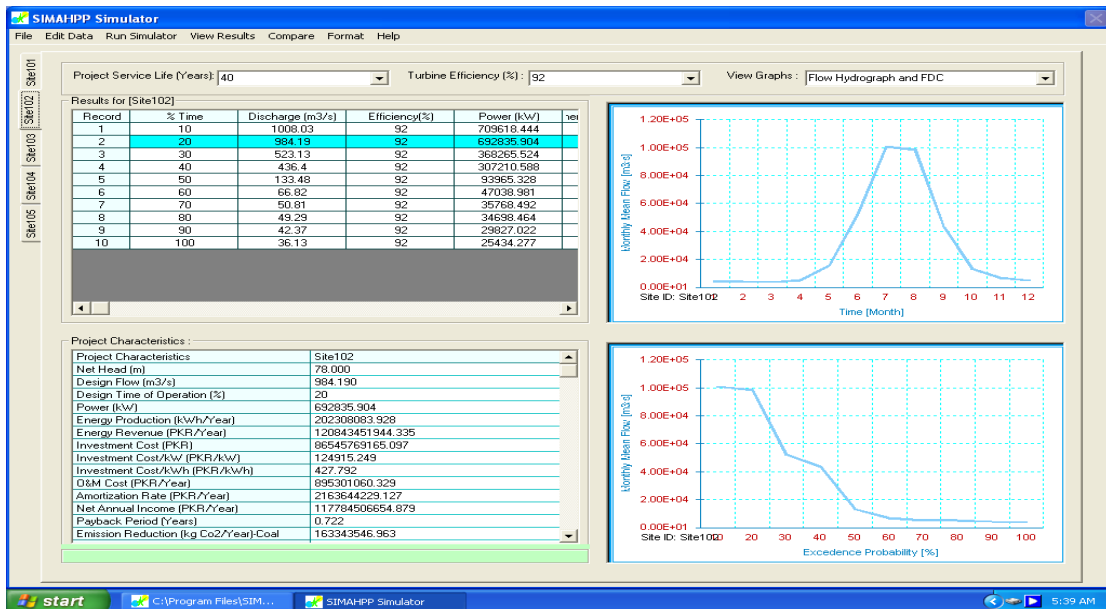 SIMAHPP Simulator
File Edit Data Run Simulator View Results Compare Format Help
Site101
Site102
Site103
Site104
Site105
Project Service Life (Years): 40 Turbine Efficiency (%) : 92 View Graphs : Flow Hydrograph and FDC
Results for [Site102]
Record % Time Discharge (m3/s) Efficiency(%) Power (kW)
1 10 1008.03 92 709618.444
2 20 984.19 92 692835.904
3 30 523.13 92 368265.524
4 40 436.4 92 307210.588
5 50 133.48 92 93965.328
6 60 66.82 92 47038.981
7 70 50.81 92 35768.492
8 80 49.29 92 34698.464
9 90 42.37 92 29827.022
10 100 36.13 92 25434.277
Monthly Mean Flow [m3:s]
1.20E+05
1.00E+05
8.00E+04
6.00E+04
4.00E+04
2.00E+04
0.00E+01
Site ID: Site102 2 3 4 5 6 7 8 9 10 11 12
Time [Month]
Project Characteristics :
Project Characteristics Site102
Net Head (m) 78.000
Design Flow (m3/s) 984.190
Design Time of Operation (%) 20
Power (kW) 692835.904
Energy Production (kWh/Year) 202308083.928
Energy Revenue (PKR/Year) 120843451944.335
Investment Cost (PKR) 86545769165.097
Investment Cost/kW (PKR/kW) 124915.249
Investment Cost/kWh (PKR/kWh) 427.792
O&M Cost (PKR/Year) 895301060.329
Amortization Rate (PKR/Year) 2163644229.127
Net Annual Income (PKR/Year) 117784506654.879
Payback Period (Years) 0.722
Emission Reduction (kg Co2/Year)-Coal 163343546.963
Monthly Mean Flow [m3:s]
1.20E+05
1.00E+05
8.00E+04
6.00E+04
4.00E+04
2.00E+04
0.00E+01
Site ID: Site102 20 30 40 50 60 70 80 90 100
Excedence Probability [%]
start C:\Program Files\SIM... SIMAHPP Simulator 5:39 AM